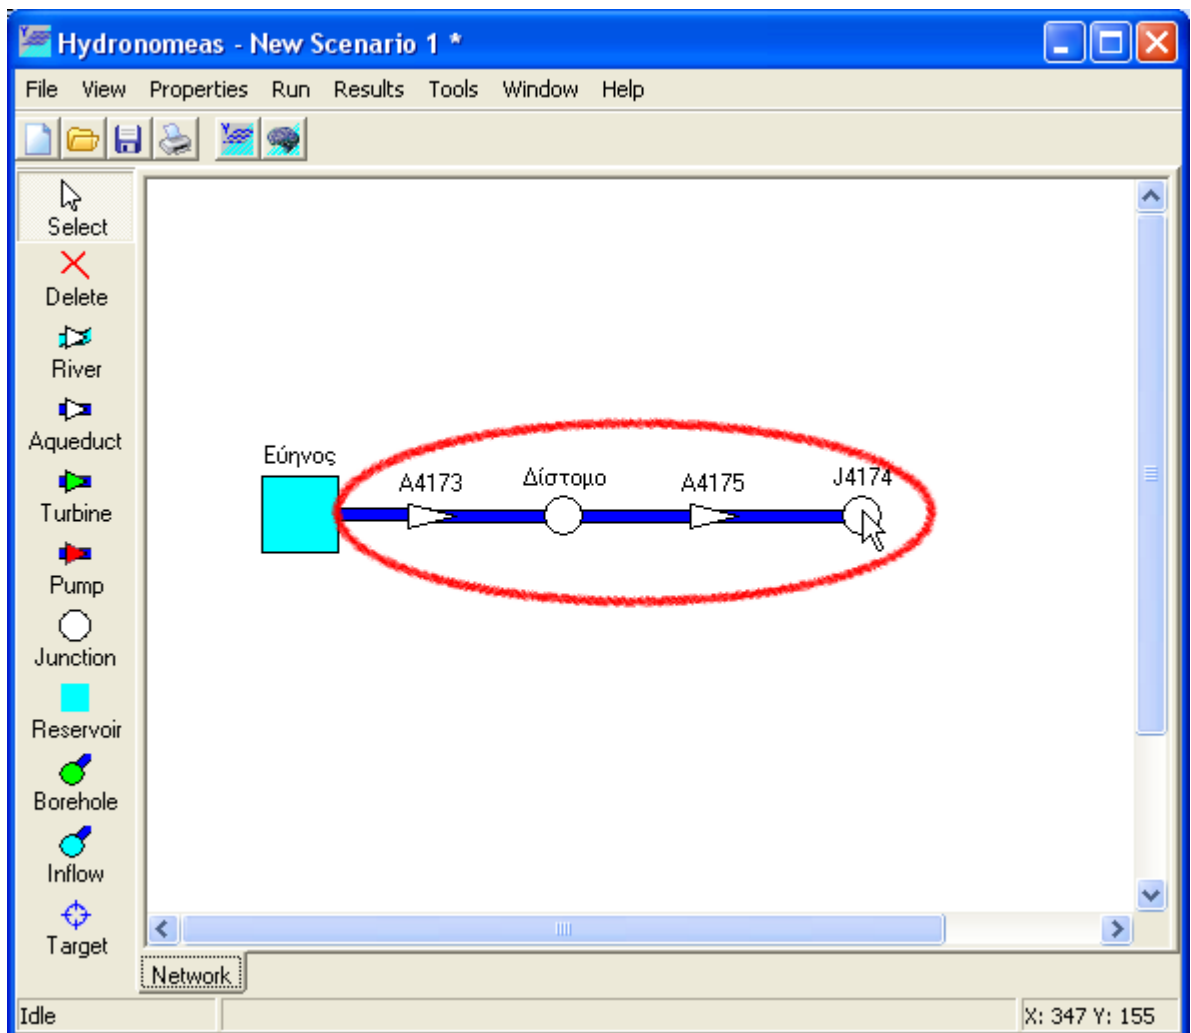 Hydronomeas - New Scenario 1 *
File View Properties Run Results Tools Window Help
Select
Delete
River
Aqueduct
Turbine
Pump
Junction
Reservoir
Borehole
Inflow
Target
Εύηνος
A4173
Δίστομο
A4175
J4174
Network
Idle
X: 347 Y: 155